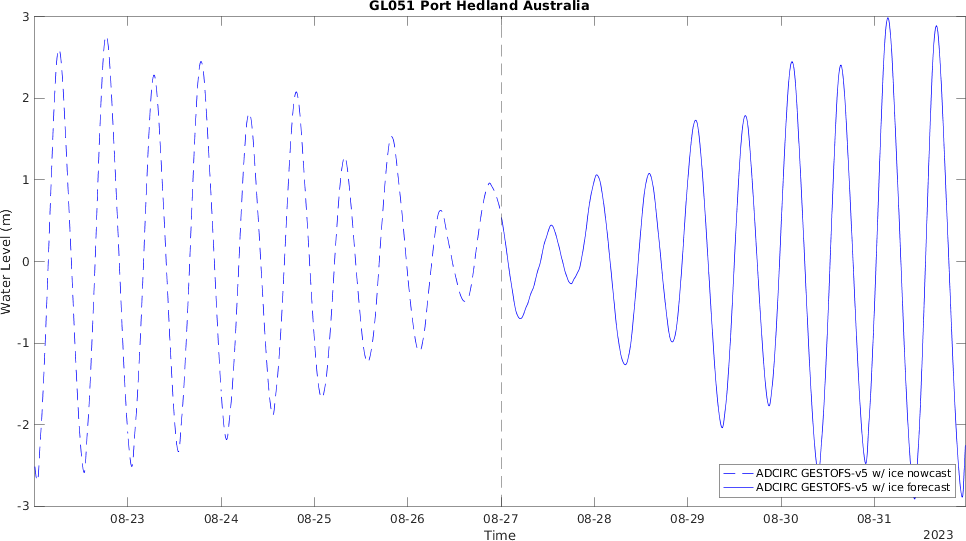 GL051 Port Hedland Australia
3
2
1
0
-1
-2
-3
Water Level (m)
ADCIRC GESTOFS-v5 w/ ice nowcast
ADCIRC GESTOFS-v5 w/ ice forecast
08-23 08-24 08-25 08-26 08-27 08-28 08-29 08-30 08-31
Time
2023